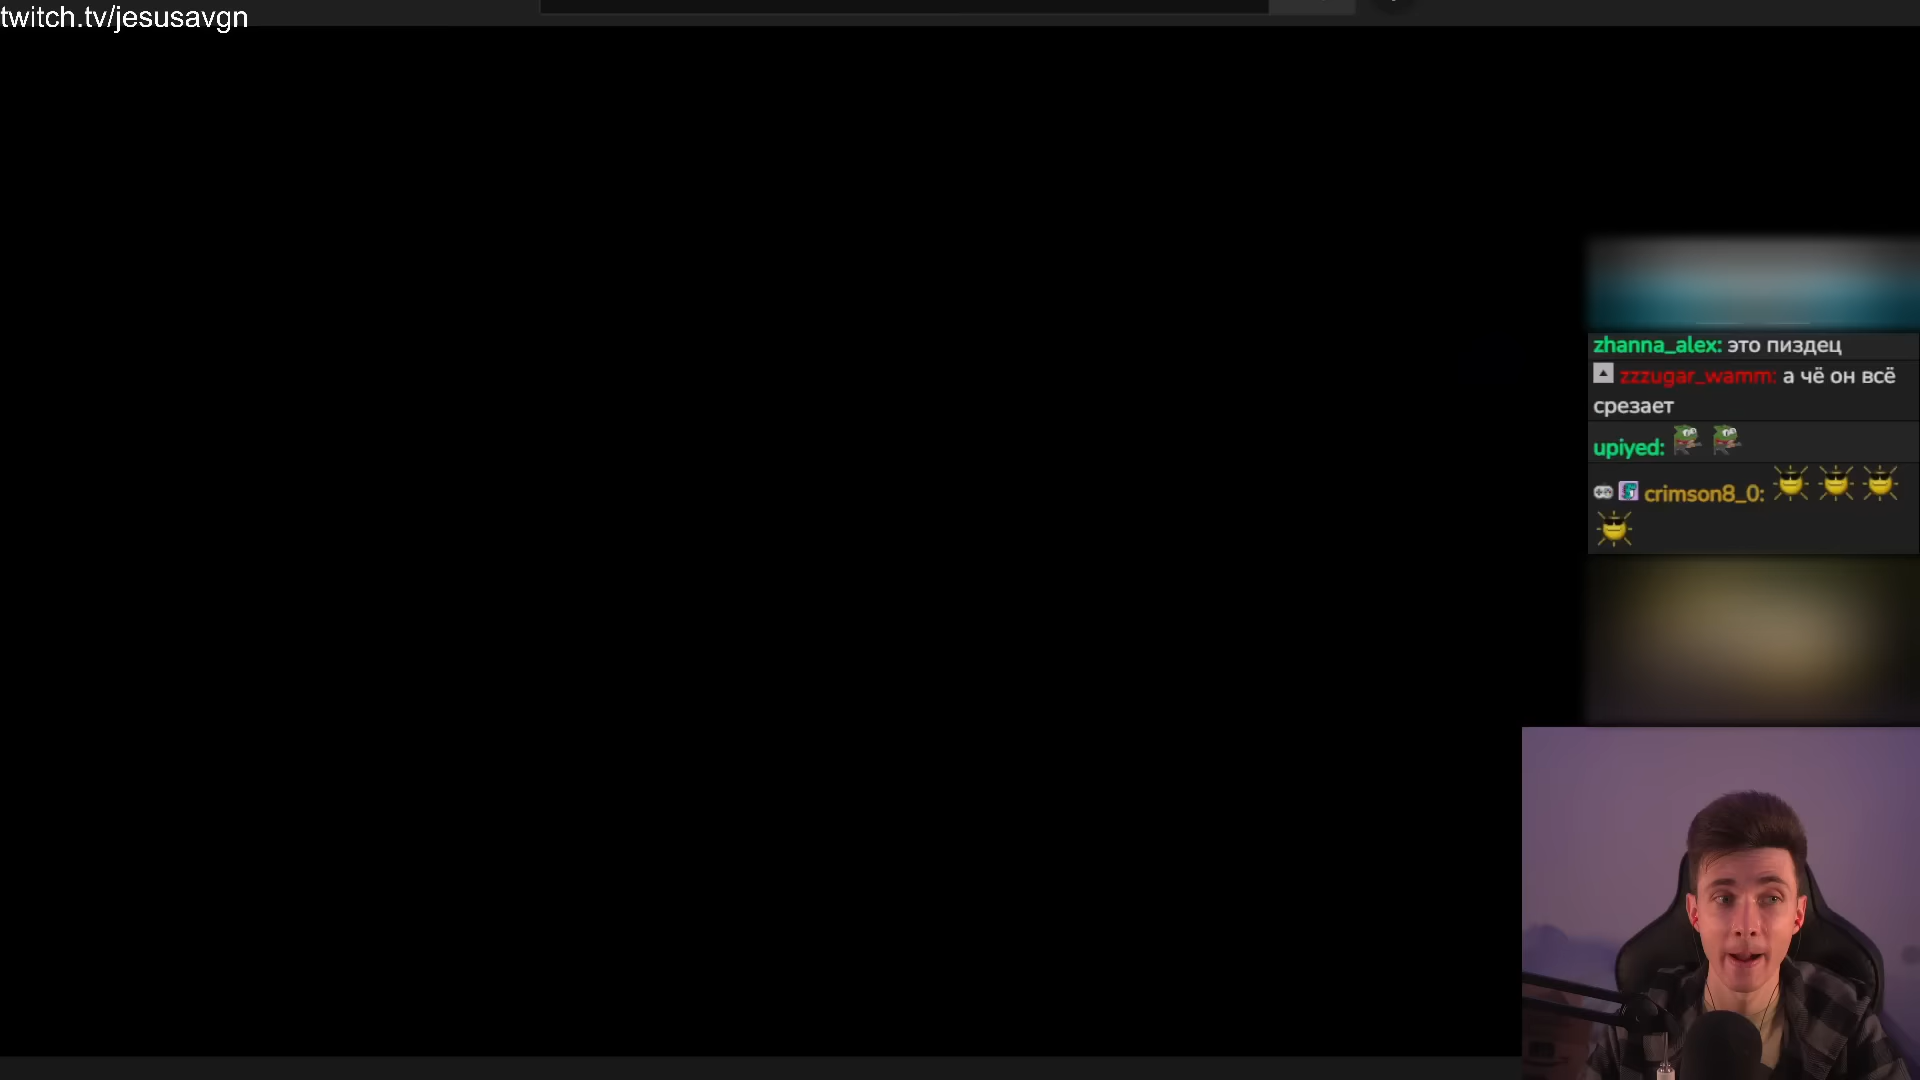 twitch.tv/jesusavgn
zhanna_alex: это пиздец
zzzugar_wamm: а чё он всё
срезает
upiyed:
crimson8_0: